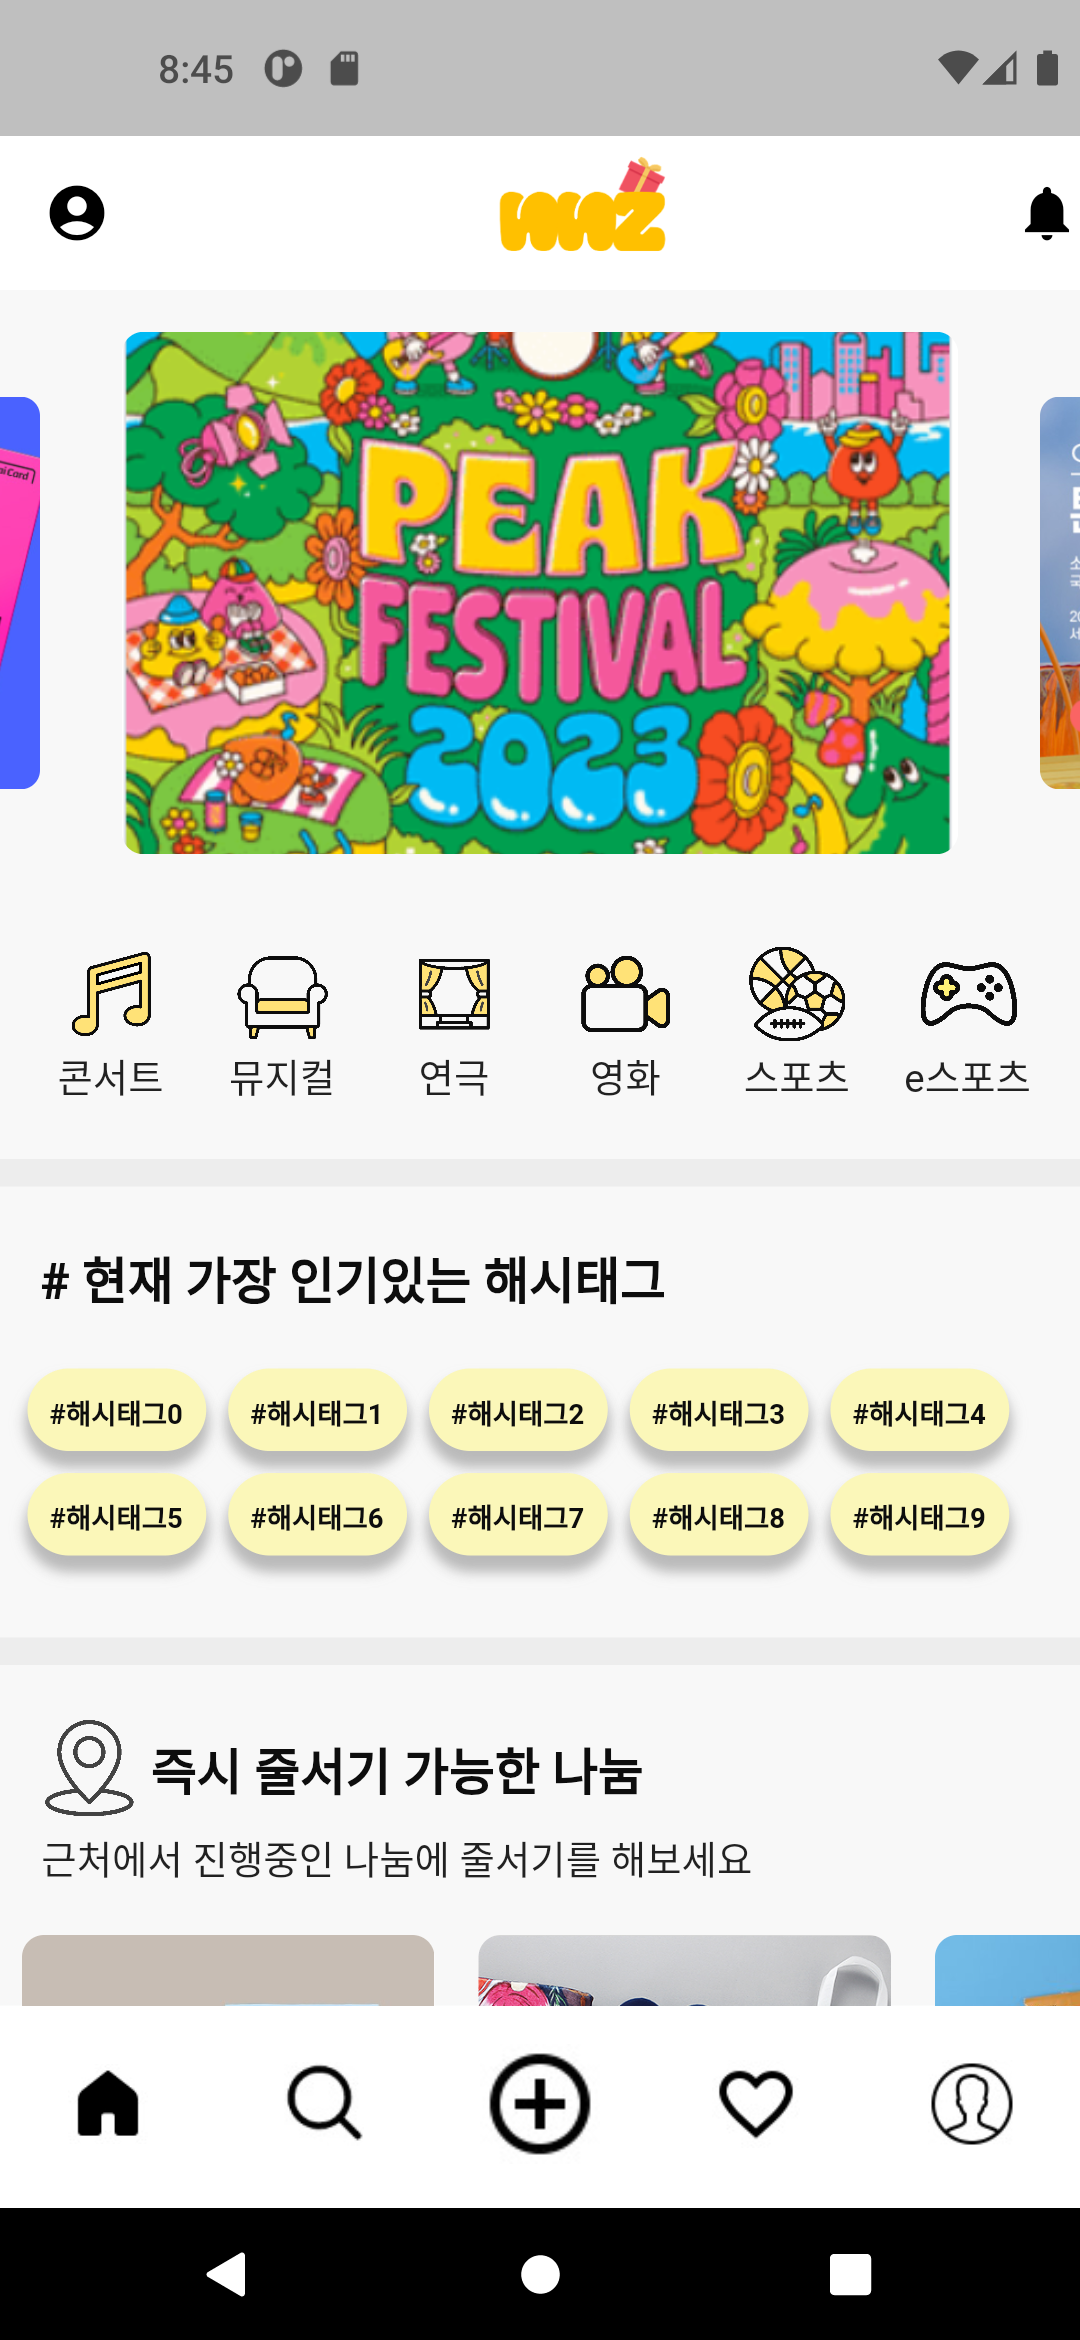 8:45
PEAK
FESTIVAL
2023
콘서트 뮤지컬 연극 영화 스포츠 e스포츠
# 현재 가장 인기있는 해시태그
#해시태그0 #해시태그1 #해시태그2 #해시태그3 #해시태그4
#해시태그5 #해시태그6 #해시태그7 #해시태그8 #해시태그9
즉시 줄서기 가능한 나눔
근처에서 진행중인 나눔에 줄서기를 해보세요